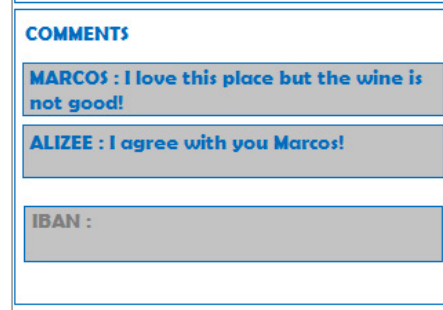 COMMENTS
MARCOS : I love this place but the wine is
not good!
ALIZEE : I agree with you Marcos!
IBAN :